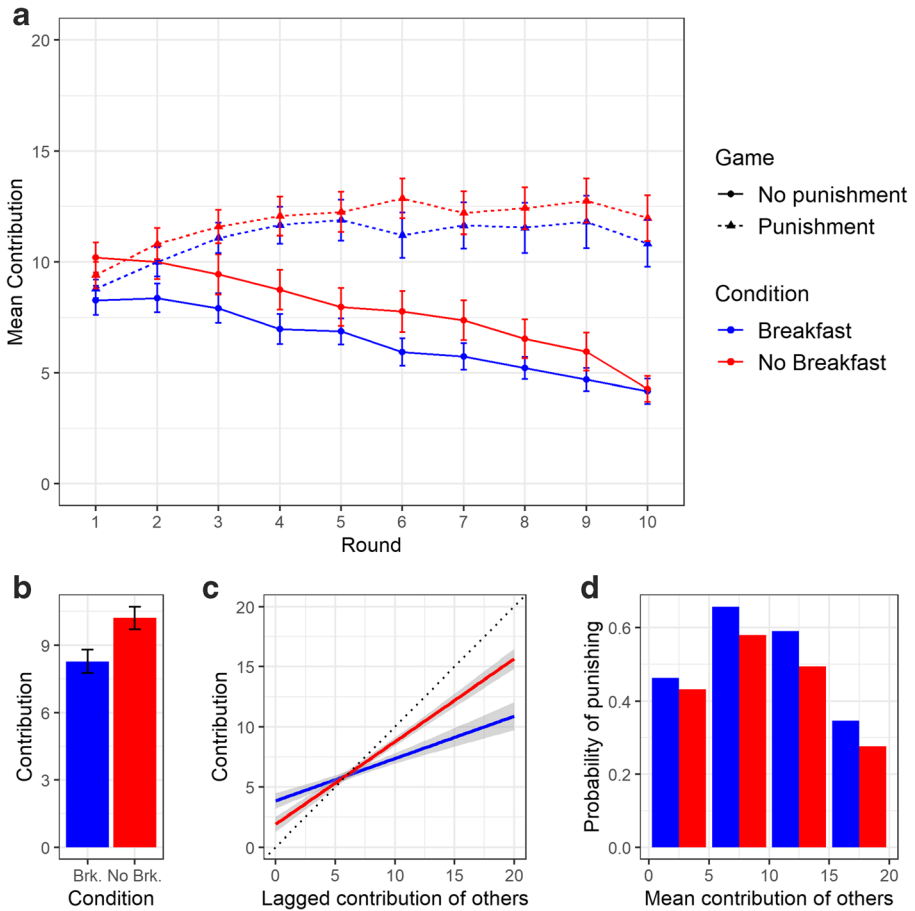 a
20
15
10
5
0
Mean Contribution
1 2 3 4 5 6 7 8 9 10
Round
Game
No punishment
Punishment
Condition
Breakfast
No Breakfast
b
9
6
3
0
Contribution
Brk. No Brk.
Condition
c
20
15
10
5
0
Contribution
0 5 10 15 20
Lagged contribution of others
d
0.6
0.4
0.2
0.0
Probability of punishing
0 5 10 15 20
Mean contribution of others